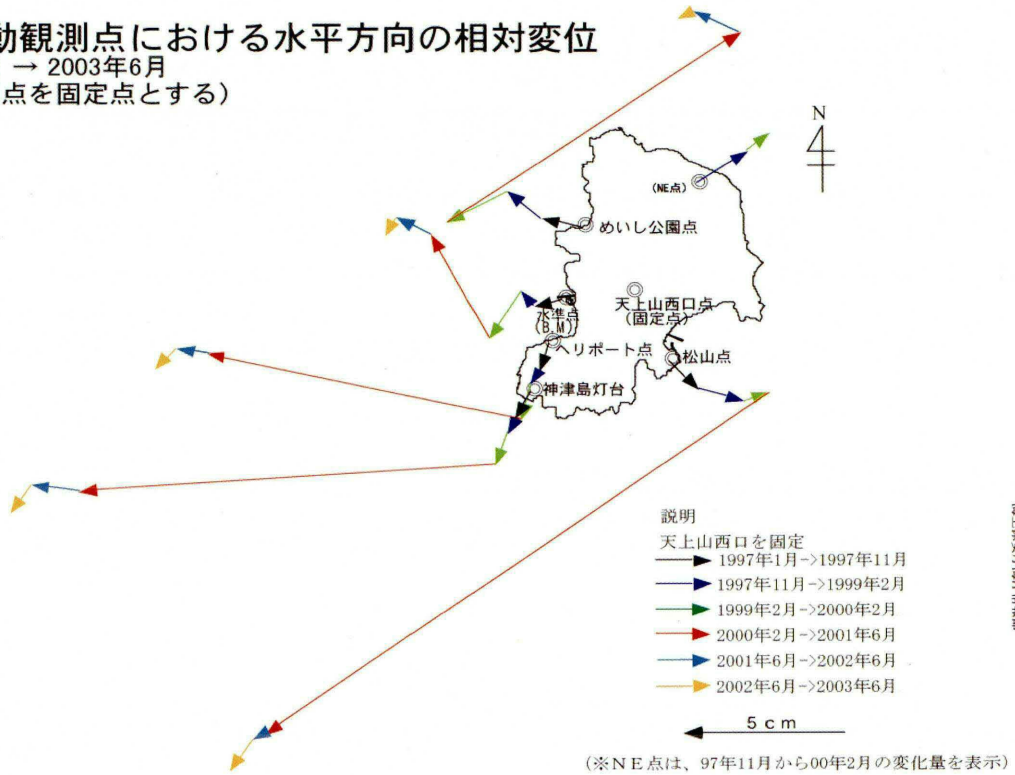 動観測点における水平方向の相対変位
→ 2003年6月
点を固定点とする）
N
(NE点)
めいし公園点
天上山西口点
(固定点)
水準点
(B.M)
ヘリポート点
松山点
神津島灯台
説明
天上山西口を固定
1997年1月->1997年11月
1997年11月->1999年2月
1999年2月->2000年2月
2000年2月->2001年6月
2001年6月->2002年6月
2002年6月->2003年6月
5cm
(※NE点は、97年11月から00年2月の変化量を表示)